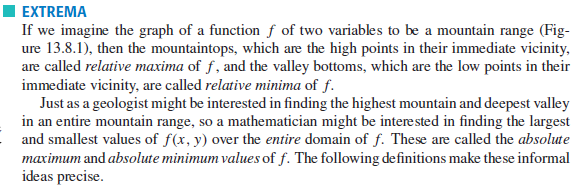 EXTREMA
If we imagine the graph of a function f of two variables to be a mountain range (Fig-
ure 13.8.1), then the mountaintops, which are the high points in their immediate vicinity,
are called relative maxima of f, and the valley bottoms, which are the low points in their
immediate vicinity, are called relative minima of f.
Just as a geologist might be interested in finding the highest mountain and deepest valley
in an entire mountain range, so a mathematician might be interested in finding the largest
and smallest values of f(x, y) over the entire domain of f. These are called the absolute
maximum and absolute minimum values of f. The following definitions make these informal
ideas precise.